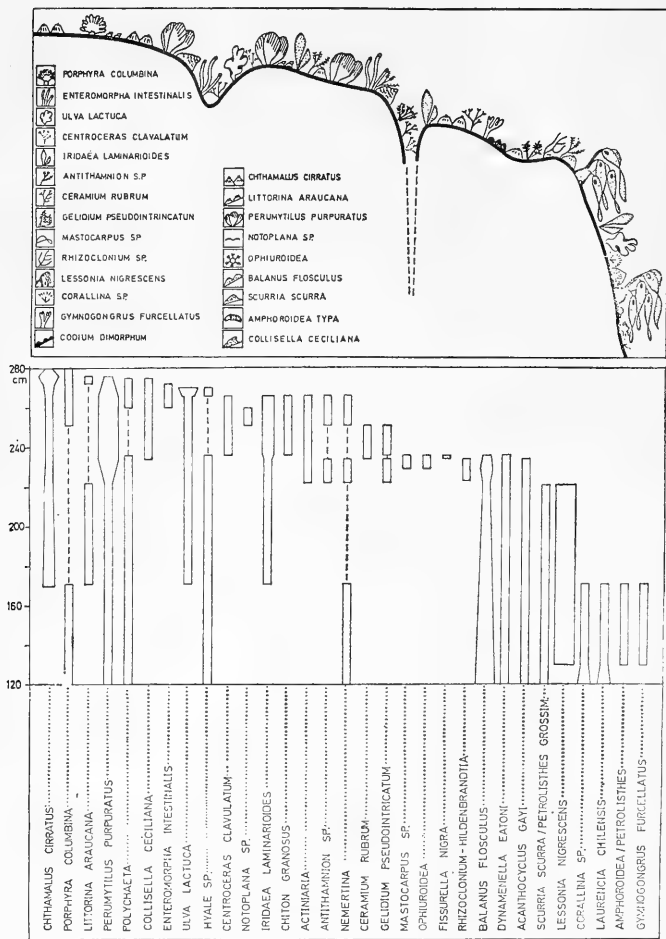 PORPHYRA COLUMBINA
ENTEROMORPHA INTESTINALIS
ULVA LACTUCA
CENTROCERAS CLAVALATUM
IRIDAEA LAMINARIOIDES
ANTITHAMNION S.P
CERAMIUM RUBRUM
GELIDIUM PSEUDOINTRINCATUN
MASTOCARPUS SP
RHIZOCLONIUM SP.
LESSONIA NIGRESCENS
CORALLINA SP.
GYMNOGONGRUS FURCELLATUS
CODIUM DIMORPHUM
CHTHAMALLUS CIRRATUS
LITTORINA ARAUCANA
PERUMYTILUS PURPURATUS
NOTOPLANA SP.
OPHIUROIDEA
BALANUS FLOSCULUS
SCURRIA SCURRA
AMPHOROIDEA TYPA
COLLISELLA CECILIANA
280
cm
260
240
220
190
160
120
CHTHAMALUS CIRRATUS
PORPHYRA COLUMBINA
LITTORINA ARAUCANA
PERUMYTILUS PURPURATUS
POLYCHAETA
COLLISELLA CECILIANA
ENTEROMORPHA INTESTINALIS
ULVA LACTUCA
HYALE SP.
CENTROCERAS CLAVULATUM
NOTOPLANA SP.
IRIDAEA LAMINARIOIDES
CHITON GRANOSUS
ACTINIARIA
ANTITHAMNION SP.
NEMERTINA
CERAMIUM RUBRUM
GELIDIUM PSEUDOINTRICATUM
MASTOCARPUS SP.
OPHIUROIDEA
FISSURELLA NIGRA
RHIZOCLONIUM-HILDENBRANDTIA
BALANUS FLOSCULUS
DYNAMENELLA EATONI
ACANTHOCYCLUS GAYI
SCURRIA SCURRA/PETROLISTHES GROSSIM.
LESSONIA NIGRESCENS
CORALLINA SP.
LAURENCIA CHILENSIS
AMPHOROIDEA/PETROLISTHES
GYMIOGONGRUS FURCELLATUS